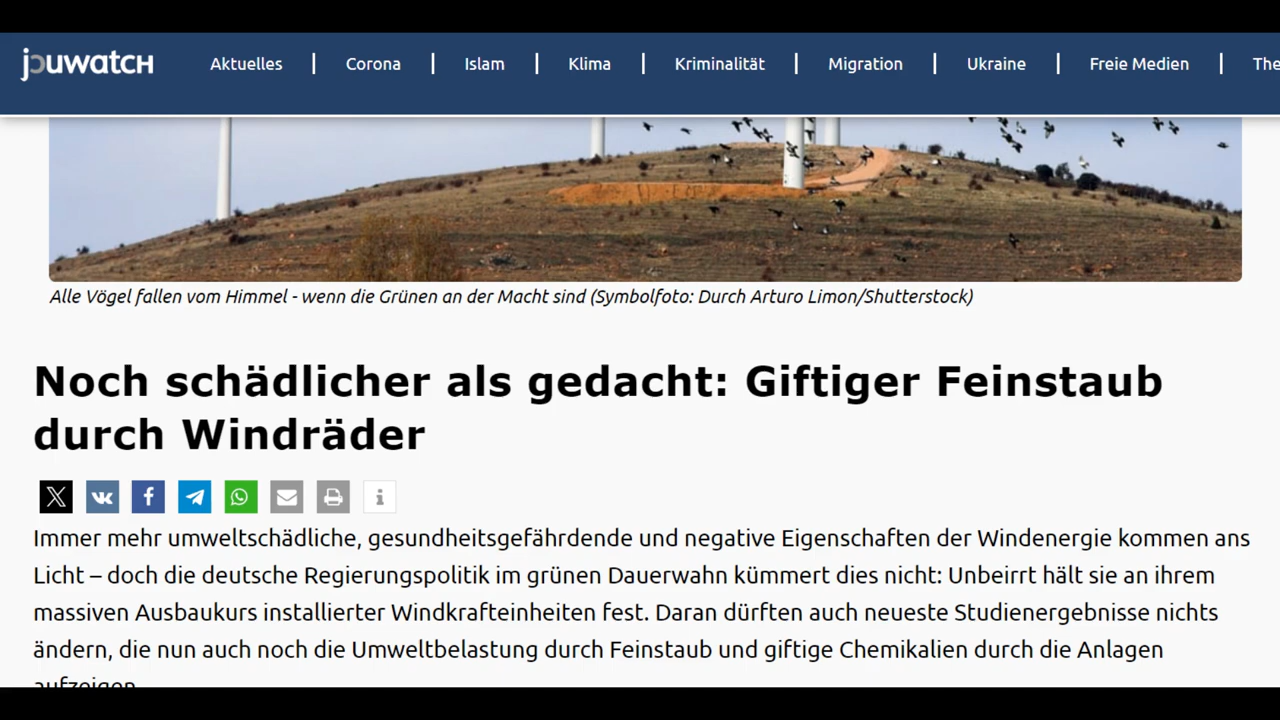 jouwatch
Aktuelles | Corona | Islam | Klima | Kriminalität | Migration | Ukraine | Freie Medien | The
Alle Vögel fallen vom Himmel - wenn die Grünen an der Macht sind (Symbolfoto: Durch Arturo Limon/Shutterstock)
Noch schädlicher als gedacht: Giftiger Feinstaub
durch Windräder
Immer mehr umweltschädliche, gesundheitsgefährdende und negative Eigenschaften der Windenergie kommen ans
Licht – doch die deutsche Regierungspolitik im grünen Dauerwahn kümmert dies nicht: Unbeirrt hält sie an ihrem
massiven Ausbaukurs installierter Windkrafteinheiten fest. Daran dürften auch neueste Studienergebnisse nichts
ändern, die nun auch noch die Umweltbelastung durch Feinstaub und giftige Chemikalien durch die Anlagen
aufzeigen